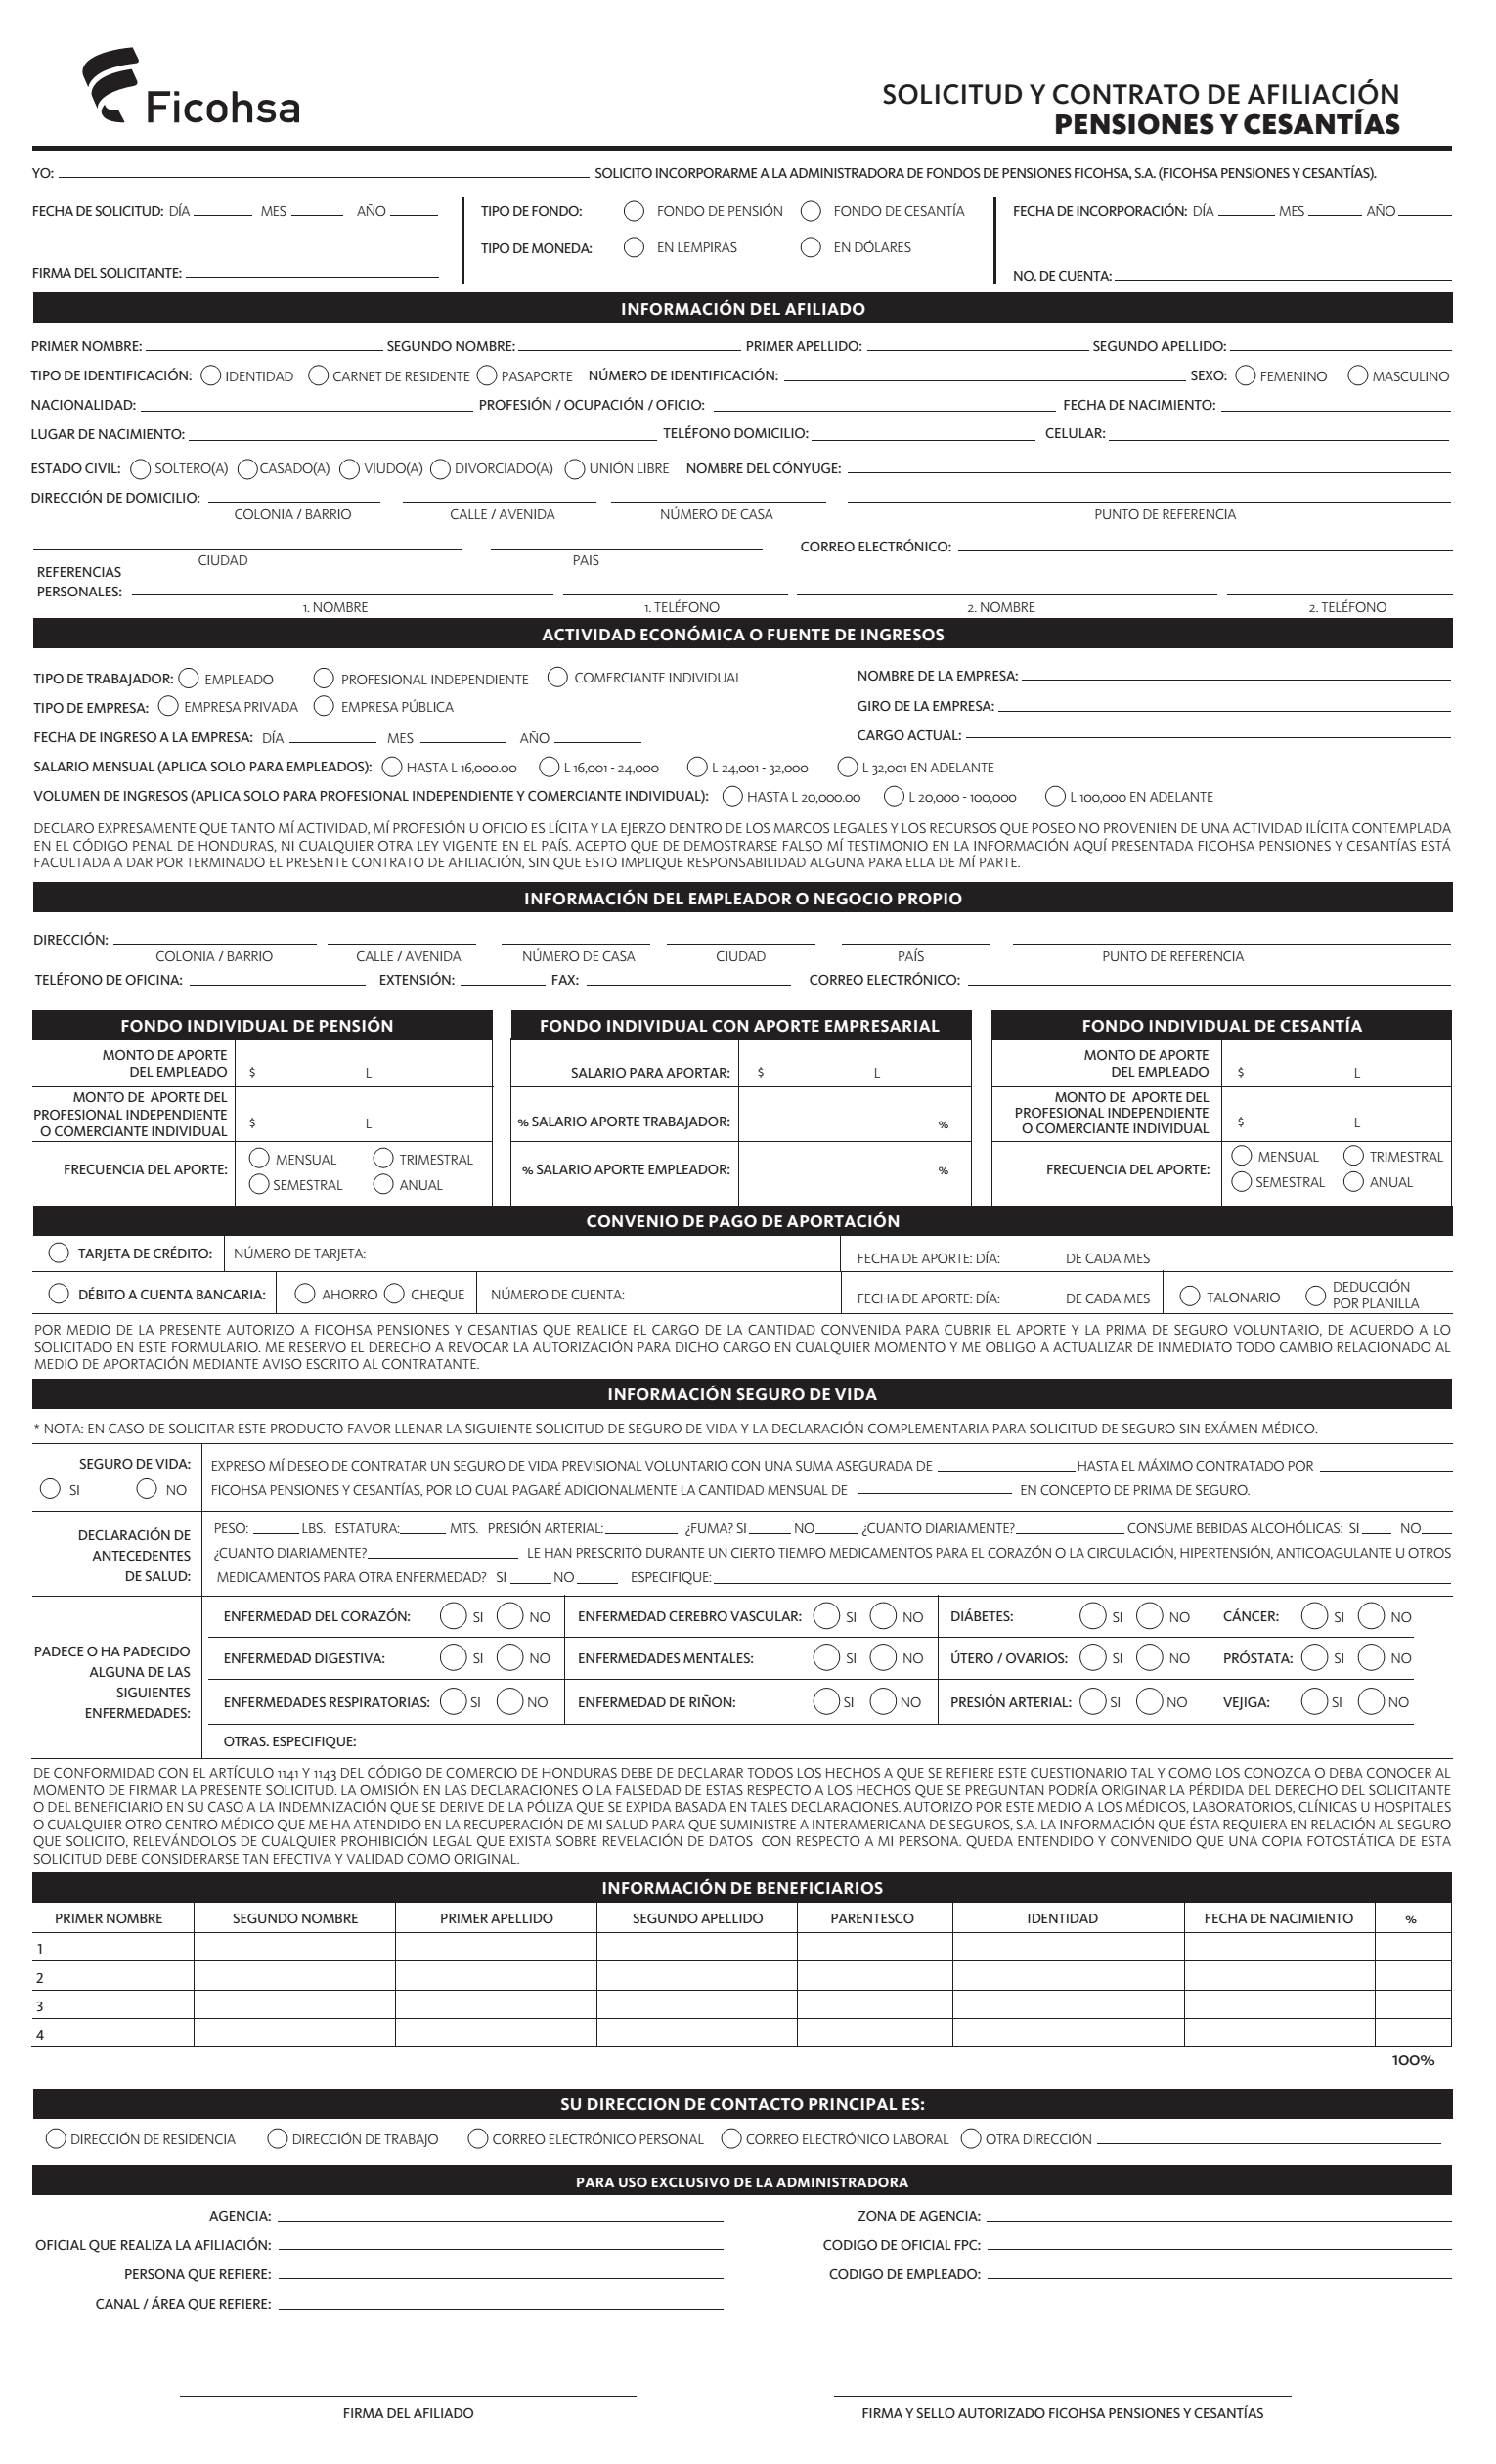 Ficohsa
SOLICITUD Y CONTRATO DE AFILIACIÓN
PENSIONES Y CESANTÍAS
YO: SOLICITO INCORPORARME A LA ADMINISTRADORA DE FONDOS DE PENSIONES FICOHSA, S.A. (FICOHSA PENSIONES Y CESANTÍAS).
FECHA DE SOLICITUD: DÍA MES AÑO
FIRMA DEL SOLICITANTE:
TIPO DE FONDO: FONDO DE PENSIÓN FONDO DE CESANTÍA
TIPO DE MONEDA: EN LEMPIRAS EN DÓLARES
FECHA DE INCORPORACIÓN: DÍA MES AÑO
NO. DE CUENTA:
INFORMACIÓN DEL AFILIADO
PRIMER NOMBRE: SEGUNDO NOMBRE: PRIMER APELLIDO: SEGUNDO APELLIDO:
TIPO DE IDENTIFICACIÓN: IDENTIDAD CARNET DE RESIDENTE PASAPORTE NÚMERO DE IDENTIFICACIÓN: SEXO: FEMENINO MASCULINO
NACIONALIDAD: PROFESIÓN / OCUPACIÓN / OFICIO: FECHA DE NACIMIENTO:
LUGAR DE NACIMIENTO: TELÉFONO DOMICILIO: CELULAR:
ESTADO CIVIL: SOLTERO(A) CASADO(A) VIUDO(A) DIVORCIADO(A) UNIÓN LIBRE NOMBRE DEL CÓNYUGE:
DIRECCIÓN DE DOMICILIO:
COLONIA / BARRIO CALLE / AVENIDA NÚMERO DE CASA PUNTO DE REFERENCIA
CORREO ELECTRÓNICO:
CIUDAD PAIS
REFERENCIAS
PERSONALES:
1. NOMBRE 1. TELÉFONO 2. NOMBRE 2. TELÉFONO
ACTIVIDAD ECONÓMICA O FUENTE DE INGRESOS
TIPO DE TRABAJADOR: EMPLEADO PROFESIONAL INDEPENDIENTE COMERCIANTE INDIVIDUAL NOMBRE DE LA EMPRESA:
TIPO DE EMPRESA: EMPRESA PRIVADA EMPRESA PÚBLICA GIRO DE LA EMPRESA:
FECHA DE INGRESO A LA EMPRESA: DÍA MES AÑO CARGO ACTUAL:
SALARIO MENSUAL (APLICA SOLO PARA EMPLEADOS): HASTA L 16,000.00 L 16,001 - 24,000 L 24,001 - 32,000 L 32,001 EN ADELANTE
VOLUMEN DE INGRESOS (APLICA SOLO PARA PROFESIONAL INDEPENDIENTE Y COMERCIANTE INDIVIDUAL): HASTA L 20,000.00 L 20,000 - 100,000 L 100,000 EN ADELANTE
DECLARO EXPRESAMENTE QUE TANTO MÍ ACTIVIDAD, MÍ PROFESIÓN U OFICIO ES LÍCITA Y LA EJERZO DENTRO DE LOS MARCOS LEGALES Y LOS RECURSOS QUE POSEO NO PROVENIEN DE UNA ACTIVIDAD ILÍCITA CONTEMPLADA
EN EL CÓDIGO PENAL DE HONDURAS, NI CUALQUIER OTRA LEY VIGENTE EN EL PAÍS. ACEPTO QUE DE DEMOSTRARSE FALSO MÍ TESTIMONIO EN LA INFORMACIÓN AQUÍ PRESENTADA FICOHSA PENSIONES Y CESANTÍAS ESTÁ
FACULTADA A DAR POR TERMINADO EL PRESENTE CONTRATO DE AFILIACIÓN, SIN QUE ESTO IMPLIQUE RESPONSABILIDAD ALGUNA PARA ELLA DE MÍ PARTE.
INFORMACIÓN DEL EMPLEADOR O NEGOCIO PROPIO
DIRECCIÓN:
COLONIA / BARRIO CALLE / AVENIDA NÚMERO DE CASA CIUDAD PAÍS PUNTO DE REFERENCIA
TELÉFONO DE OFICINA: EXTENSIÓN: FAX: CORREO ELECTRÓNICO:
FONDO INDIVIDUAL DE PENSIÓN
MONTO DE APORTE
DEL EMPLEADO $ L
MONTO DE APORTE DEL
PROFESIONAL INDEPENDIENTE
O COMERCIANTE INDIVIDUAL $ L
FRECUENCIA DEL APORTE: MENSUAL TRIMESTRAL
SEMESTRAL ANUAL
FONDO INDIVIDUAL CON APORTE EMPRESARIAL
SALARIO PARA APORTAR: $ L
% SALARIO APORTE TRABAJADOR: %
% SALARIO APORTE EMPLEADOR: %
FONDO INDIVIDUAL DE CESANTÍA
MONTO DE APORTE
DEL EMPLEADO $ L
MONTO DE APORTE DEL
PROFESIONAL INDEPENDIENTE
O COMERCIANTE INDIVIDUAL $ L
FRECUENCIA DEL APORTE: MENSUAL TRIMESTRAL
SEMESTRAL ANUAL
CONVENIO DE PAGO DE APORTACIÓN
TARJETA DE CRÉDITO: NÚMERO DE TARJETA: FECHA DE APORTE: DÍA: DE CADA MES
DÉBITO A CUENTA BANCARIA: AHORRO CHEQUE NÚMERO DE CUENTA: FECHA DE APORTE: DÍA: DE CADA MES TALONARIO DEDUCCIÓN
POR PLANILLA
POR MEDIO DE LA PRESENTE AUTORIZO A FICOHSA PENSIONES Y CESANTIAS QUE REALICE EL CARGO DE LA CANTIDAD CONVENIDA PARA CUBRIR EL APORTE Y LA PRIMA DE SEGURO VOLUNTARIO, DE ACUERDO A LO
SOLICITADO EN ESTE FORMULARIO. ME RESERVO EL DERECHO A REVOCAR LA AUTORIZACIÓN PARA DICHO CARGO EN CUALQUIER MOMENTO Y ME OBLIGO A ACTUALIZAR DE INMEDIATO TODO CAMBIO RELACIONADO AL
MEDIO DE APORTACIÓN MEDIANTE AVISO ESCRITO AL CONTRATANTE.
INFORMACIÓN SEGURO DE VIDA
* NOTA: EN CASO DE SOLICITAR ESTE PRODUCTO FAVOR LLENAR LA SIGUIENTE SOLICITUD DE SEGURO DE VIDA Y LA DECLARACIÓN COMPLEMENTARIA PARA SOLICITUD DE SEGURO SIN EXÁMEN MÉDICO.
SEGURO DE VIDA:
SI NO
EXPRESO MÍ DESEO DE CONTRATAR UN SEGURO DE VIDA PREVISIONAL VOLUNTARIO CON UNA SUMA ASEGURADA DE HASTA EL MÁXIMO CONTRATADO POR
FICOHSA PENSIONES Y CESANTÍAS, POR LO CUAL PAGARÉ ADICIONALMENTE LA CANTIDAD MENSUAL DE EN CONCEPTO DE PRIMA DE SEGURO.
DECLARACIÓN DE
ANTECEDENTES
DE SALUD:
PESO: LBS. ESTATURA: MTS. PRESIÓN ARTERIAL: ¿FUMA? SI NO ¿CUANTO DIARIAMENTE? CONSUME BEBIDAS ALCOHÓLICAS: SI NO
¿CUANTO DIARIAMENTE? LE HAN PRESCRITO DURANTE UN CIERTO TIEMPO MEDICAMENTOS PARA EL CORAZÓN O LA CIRCULACIÓN, HIPERTENSIÓN, ANTICOAGULANTE U OTROS
MEDICAMENTOS PARA OTRA ENFERMEDAD? SI NO ESPECIFIQUE:
PADECE O HA PADECIDO
ALGUNA DE LAS
SIGUIENTES
ENFERMEDADES:
ENFERMEDAD DEL CORAZÓN: SI NO ENFERMEDAD CEREBRO VASCULAR: SI NO DIÁBETES: SI NO CÁNCER: SI NO
ENFERMEDAD DIGESTIVA: SI NO ENFERMEDADES MENTALES: SI NO ÚTERO / OVARIOS: SI NO PRÓSTATA: SI NO
ENFERMEDADES RESPIRATORIAS: SI NO ENFERMEDAD DE RIÑON: SI NO PRESIÓN ARTERIAL: SI NO VEJIGA: SI NO
OTRAS. ESPECIFIQUE:
DE CONFORMIDAD CON EL ARTÍCULO 1141 Y 1143 DEL CÓDIGO DE COMERCIO DE HONDURAS DEBE DE DECLARAR TODOS LOS HECHOS A QUE SE REFIERE ESTE CUESTIONARIO TAL Y COMO LOS CONOZCA O DEBA CONOCER AL
MOMENTO DE FIRMAR LA PRESENTE SOLICITUD. LA OMISIÓN EN LAS DECLARACIONES O LA FALSEDAD DE ESTAS RESPECTO A LOS HECHOS QUE SE PREGUNTAN PODRÍA ORIGINAR LA PÉRDIDA DEL DERECHO DEL SOLICITANTE
O DEL BENEFICIARIO EN SU CASO A LA INDEMNIZACIÓN QUE SE DERIVE DE LA PÓLIZA QUE SE EXPIDA BASADA EN TALES DECLARACIONES. AUTORIZO POR ESTE MEDIO A LOS MÉDICOS, LABORATORIOS, CLÍNICAS U HOSPITALES
O CUALQUIER OTRO CENTRO MÉDICO QUE ME HA ATENDIDO EN LA RECUPERACIÓN DE MI SALUD PARA QUE SUMINISTRE A INTERAMERICANA DE SEGUROS, S.A. LA INFORMACIÓN QUE ÉSTA REQUIERA EN RELACIÓN AL SEGURO
QUE SOLICITO, RELEVÁNDOLOS DE CUALQUIER PROHIBICIÓN LEGAL QUE EXISTA SOBRE REVELACIÓN DE DATOS CON RESPECTO A MI PERSONA. QUEDA ENTENDIDO Y CONVENIDO QUE UNA COPIA FOTOSTÁTICA DE ESTA
SOLICITUD DEBE CONSIDERARSE TAN EFECTIVA Y VALIDAD COMO ORIGINAL.
INFORMACIÓN DE BENEFICIARIOS
PRIMER NOMBRE SEGUNDO NOMBRE PRIMER APELLIDO SEGUNDO APELLIDO PARENTESCO IDENTIDAD FECHA DE NACIMIENTO %
1
2
3
4
100%
SU DIRECCION DE CONTACTO PRINCIPAL ES:
DIRECCIÓN DE RESIDENCIA DIRECCIÓN DE TRABAJO CORREO ELECTRÓNICO PERSONAL CORREO ELECTRÓNICO LABORAL OTRA DIRECCIÓN
PARA USO EXCLUSIVO DE LA ADMINISTRADORA
AGENCIA: ZONA DE AGENCIA:
OFICIAL QUE REALIZA LA AFILIACIÓN: CODIGO DE OFICIAL FPC:
PERSONA QUE REFIERE: CODIGO DE EMPLEADO:
CANAL / ÁREA QUE REFIERE:
FIRMA DEL AFILIADO FIRMA Y SELLO AUTORIZADO FICOHSA PENSIONES Y CESANTÍAS